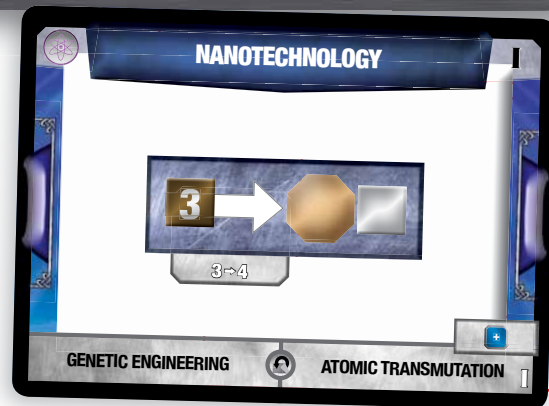 NANOTECHNOLOGY
I
3
3→4
+
GENETIC ENGINEERING
ATOMIC TRANSMUTATION
I